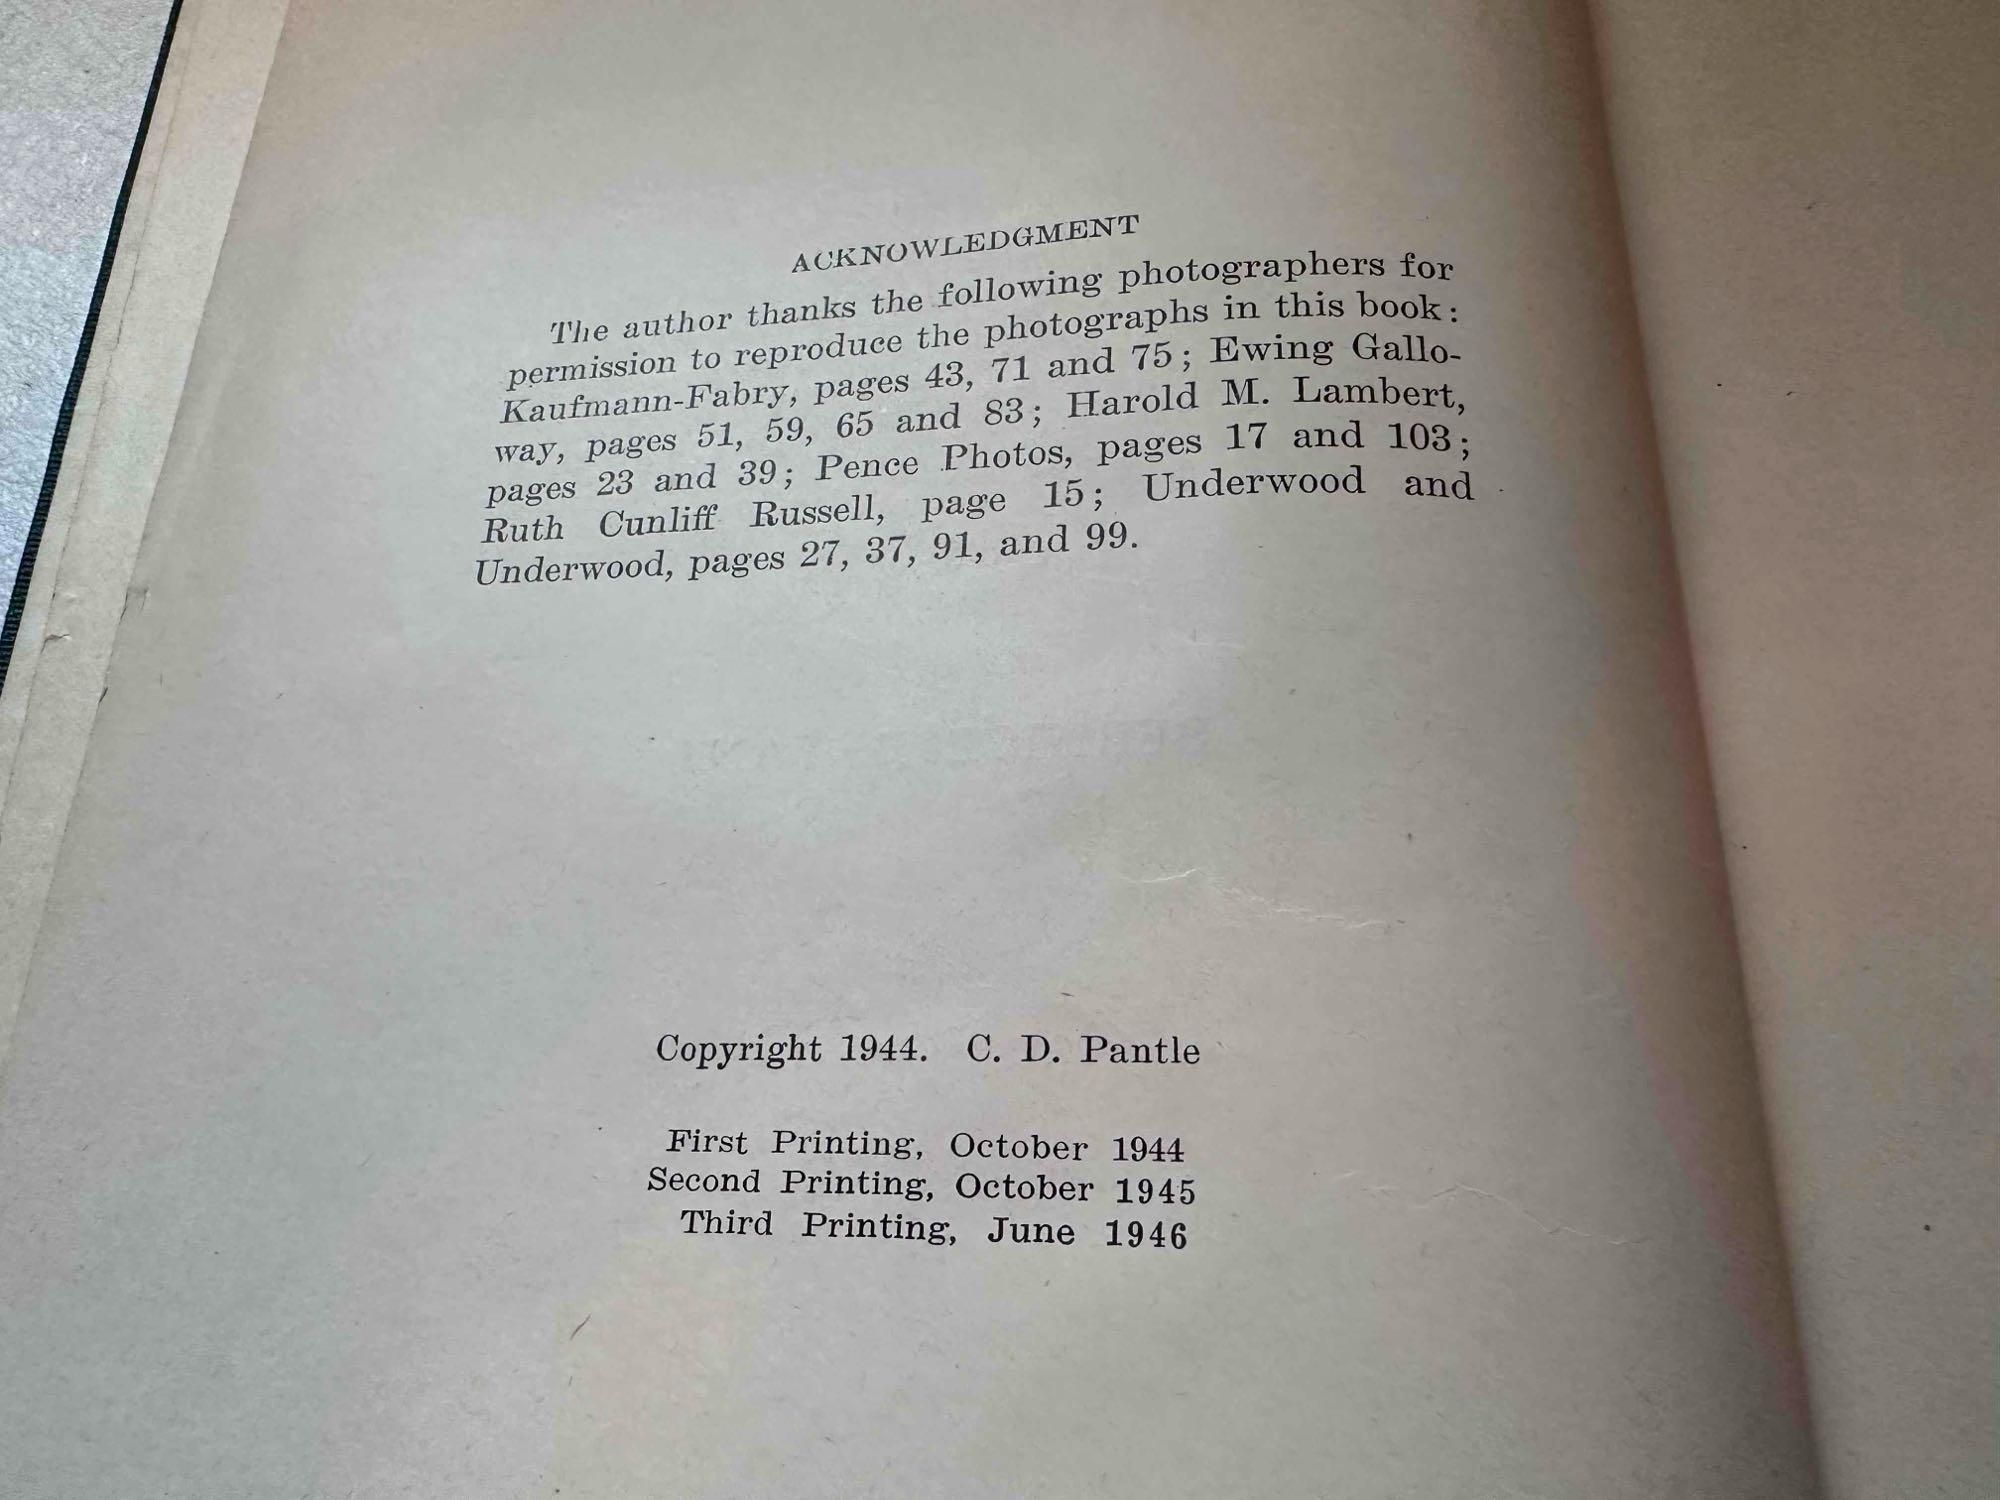 ACKNOWLEDGMENT
The author thanks the following photographers for
permission to reproduce the photographs in this book:
Kaufmann-Fabry, pages 43, 71 and 75; Ewing Gallo-
way, pages 51, 59, 65 and 83; Harold M. Lambert,
pages 23 and 39; Pence Photos, pages 17 and 103;
Ruth Cunliff Russell, page 15; Underwood and
Underwood, pages 27, 37, 91, and 99.
Copyright 1944. C. D. Pantle
First Printing, October 1944
Second Printing, October 1945
Third Printing, June 1946